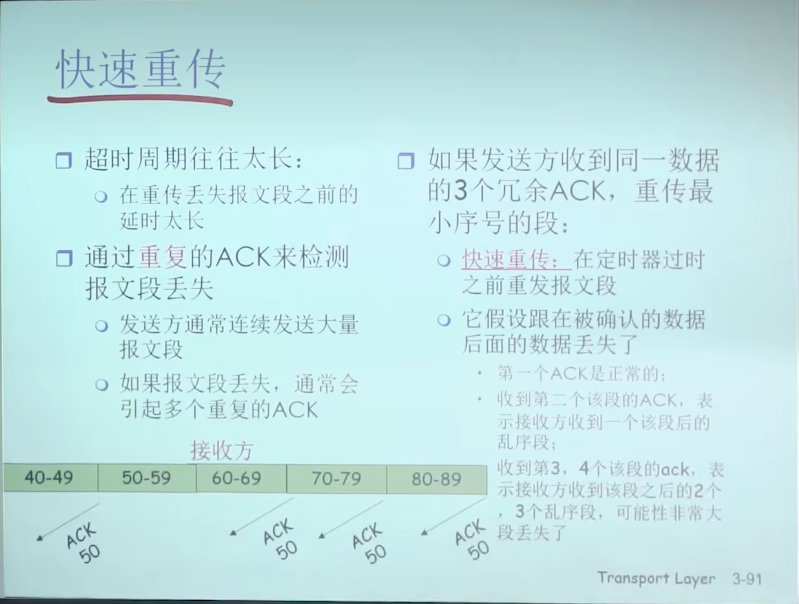 快速重传
超时周期往往太长：
在重传丢失报文段之前的
延时太长
通过重复的ACK来检测
报文段丢失
发送方通常连续发送大量
报文段
如果报文段丢失，通常会
引起多个重复的ACK
如果发送方收到同一数据
的3个冗余ACK，重传最
小序号的段：
快速重传：在定时器过时
之前重发报文段
它假设跟在被确认的数据
后面的数据丢失了
第一个ACK是正常的；
收到第二个该段的ACK，表
示接收方收到一个该段后的
乱序段；
收到第3，4个该段的ack，表
示接收方收到该段之后的2个
，3个乱序段，可能性非常大
段丢失了
接收方
40-49 50-59 60-69 70-79 80-89
ACK
50
ACK
50
ACK
50
ACK
50
Transport Layer 3-91